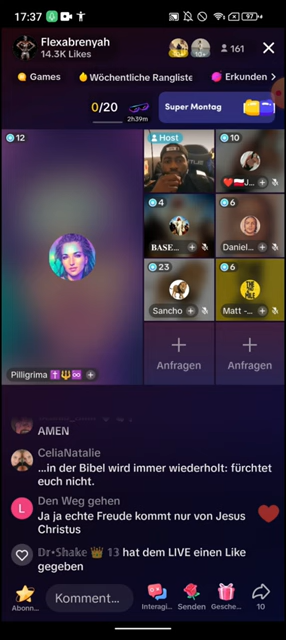 17:37
97
Flexabrenyah
14.3K Likes
161
Games
Wöchentliche Rangliste
Erkunden
0/20
2h39m
Super Montag
12
Host
10
4
BASE...
6
Daniel...
23
Sancho
6
Matt -...
Pilligrima
Anfragen
Anfragen
AMEN
CeliaNatalie
...in der Bibel wird immer wiederholt: fürchtet
euch nicht.
L
Den Weg gehen
Ja ja echte Freude kommt nur von Jesus
Christus
Dr•Shake 👑 13 hat dem LIVE einen Like
gegeben
Abonn...
Komment...
Interagi...
Senden
Gesche...
10